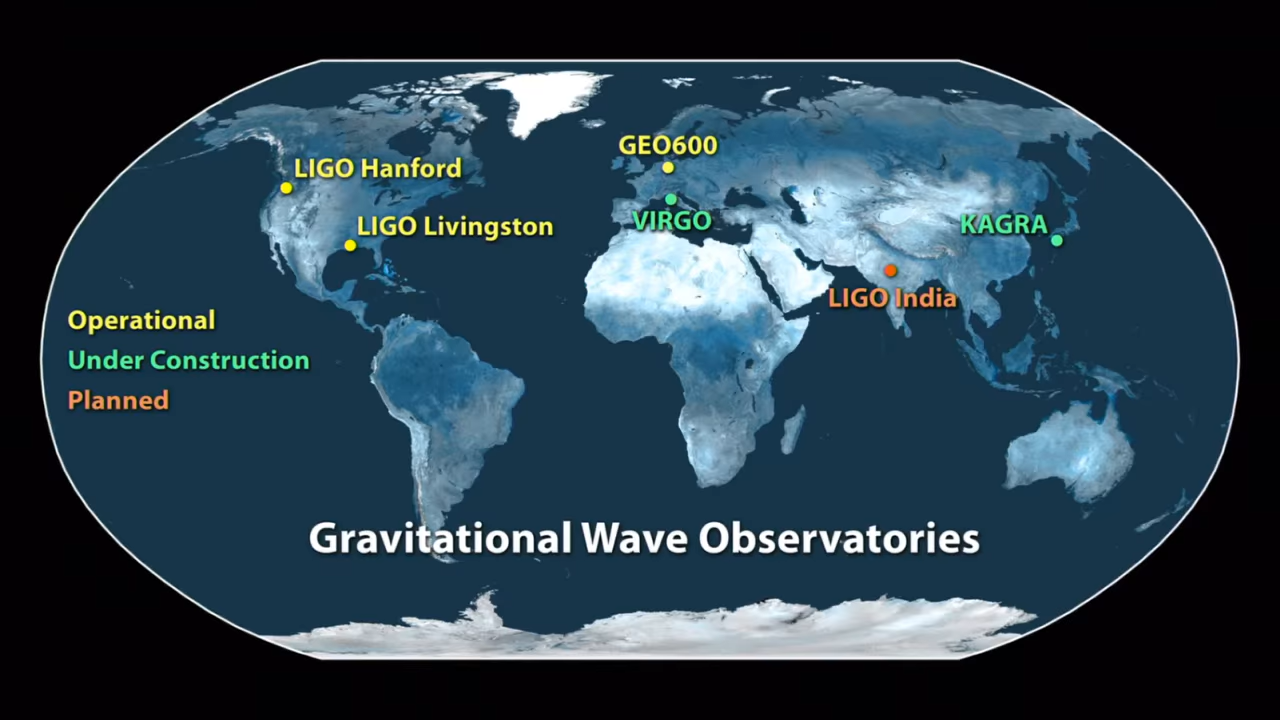 GEO600
LIGO Hanford
VIRGO
LIGO Livingston
KAGRA
LIGO India
Operational
Under Construction
Planned
Gravitational Wave Observatories